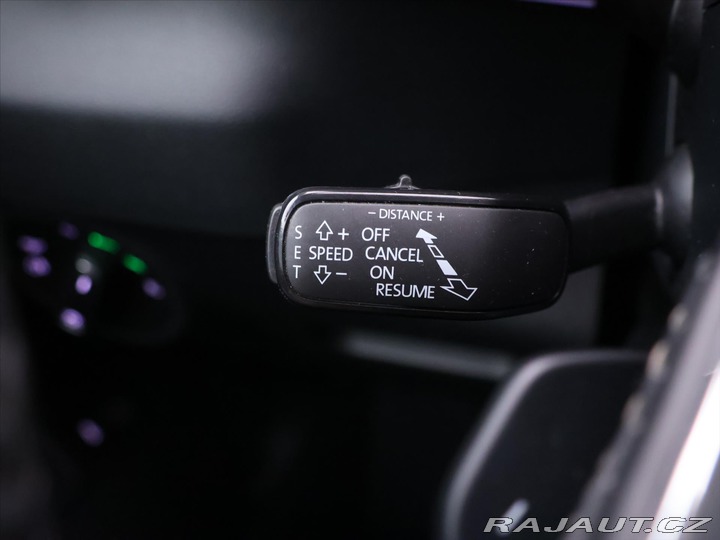 − DISTANCE +
S + OFF
E SPEED CANCEL
T − ON
RESUME
RAJAUT.CZ